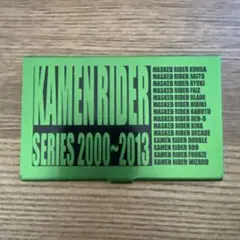 KAMEN RIDER
SERIES 2000~2013
MASKED RIDER KUUGA
MASKED RIDER AGITO
MASKED RIDER RYUKI
MASKED RIDER FAIZ
MASKED RIDER BLADE
MASKED RIDER HIBIKI
MASKED RIDER KABUTO
MASKED RIDER DEN-O
MASKED RIDER KIVA
MASKED RIDER DECADE
KAMEN RIDER DOUBLE
KAMEN RIDER OOO
KAMEN RIDER FOURZE
KAMEN RIDER WIZARD